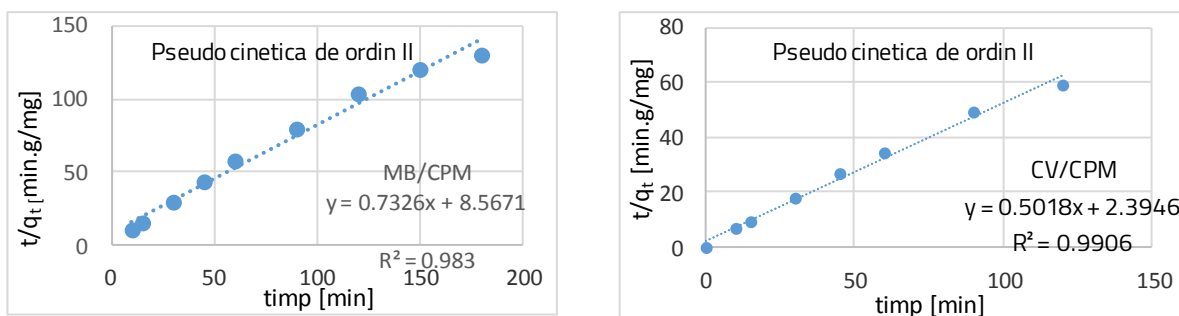 Pseudo cinetica de ordin II
t/qt [min.g/mg]
150
100
50
0
MB/CPM
y = 0.7326x + 8.5671
R² = 0.983
0 50 100 150 200
timp [min]
Pseudo cinetica de ordin II
t/qt [min.g/mg]
80
60
40
20
0
CV/CPM
y = 0.5018x + 2.3946
R² = 0.9906
0 50 100 150
timp [min]